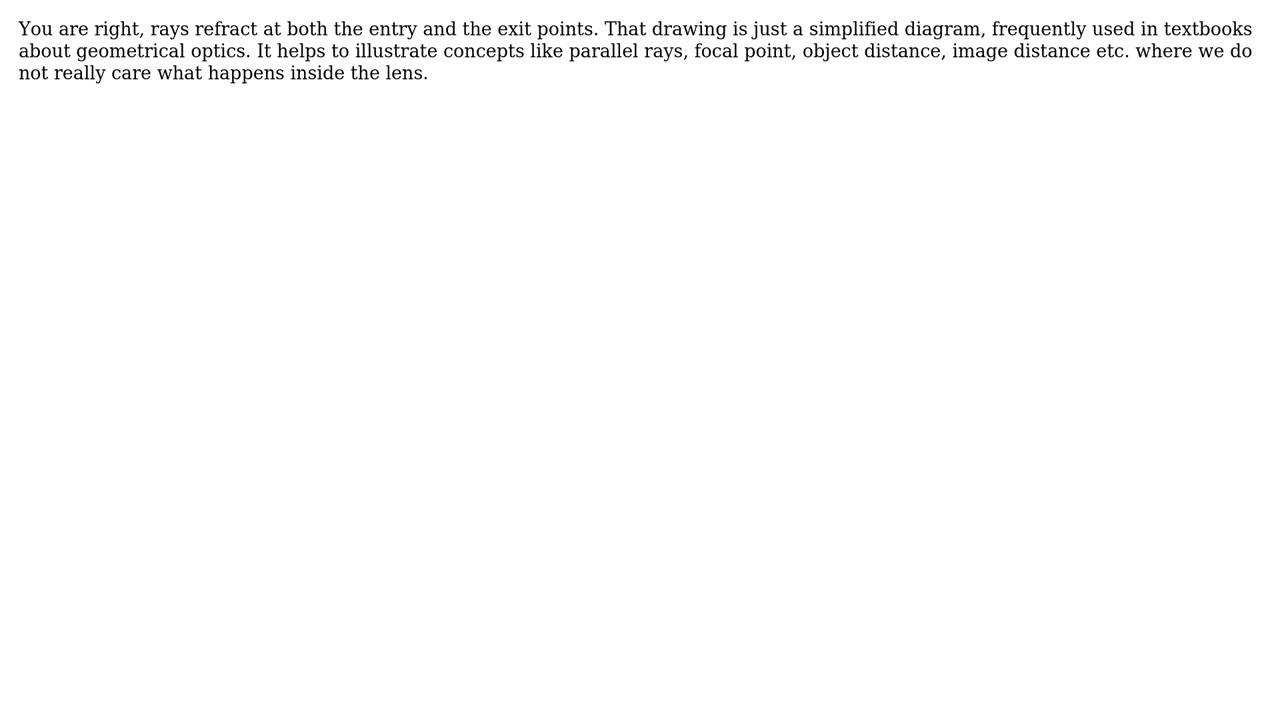 You are right, rays refract at both the entry and the exit points. That drawing is just a simplified diagram, frequently used in textbooks
about geometrical optics. It helps to illustrate concepts like parallel rays, focal point, object distance, image distance etc. where we do
not really care what happens inside the lens.